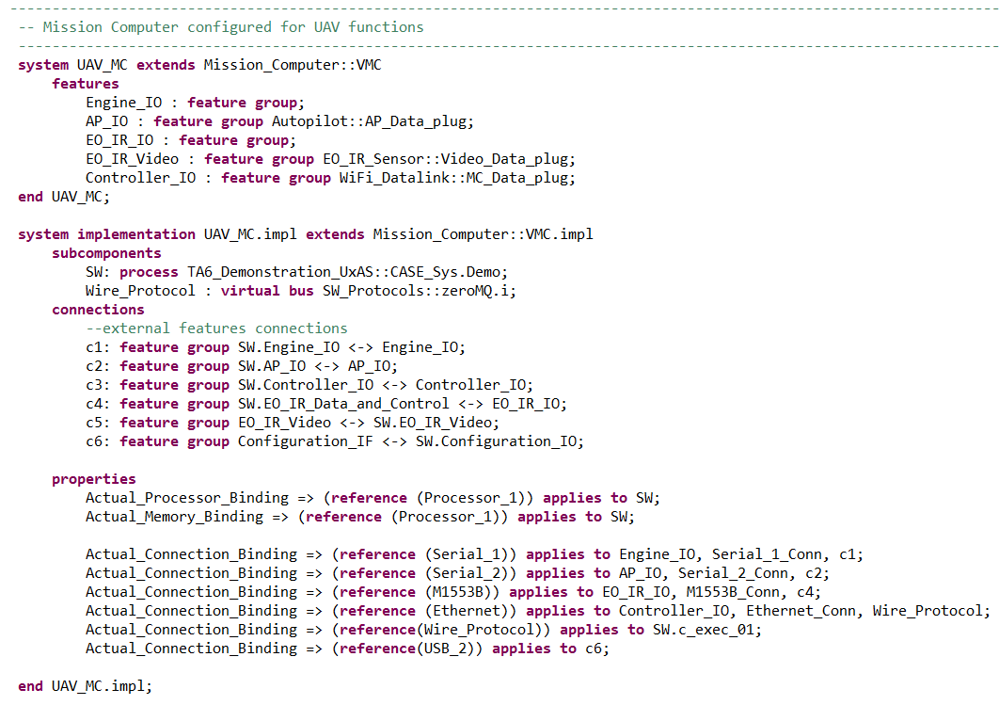 --------------------------------------------------------------------------------------------------------------------
-- Mission Computer configured for UAV functions
--------------------------------------------------------------------------------------------------------------------
system UAV_MC extends Mission_Computer::VMC
    features
        Engine_IO : feature group;
        AP_IO : feature group Autopilot::AP_Data_plug;
        EO_IR_IO : feature group;
        EO_IR_Video : feature group EO_IR_Sensor::Video_Data_plug;
        Controller_IO : feature group WiFi_Datalink::MC_Data_plug;
end UAV_MC;

system implementation UAV_MC.impl extends Mission_Computer::VMC.impl
    subcomponents
        SW: process TA6_Demonstration_UxAS::CASE_Sys.Demo;
        Wire_Protocol : virtual bus SW_Protocols::zeroMQ.i;
    connections
        --external features connections
        c1: feature group SW.Engine_IO <-> Engine_IO;
        c2: feature group SW.AP_IO <-> AP_IO;
        c3: feature group SW.Controller_IO <-> Controller_IO;
        c4: feature group SW.EO_IR_Data_and_Control <-> EO_IR_IO;
        c5: feature group EO_IR_Video <-> SW.EO_IR_Video;
        c6: feature group Configuration_IF <-> SW.Configuration_IO;

    properties
        Actual_Processor_Binding => (reference (Processor_1)) applies to SW;
        Actual_Memory_Binding => (reference (Processor_1)) applies to SW;

        Actual_Connection_Binding => (reference (Serial_1)) applies to Engine_IO, Serial_1_Conn, c1;
        Actual_Connection_Binding => (reference (Serial_2)) applies to AP_IO, Serial_2_Conn, c2;
        Actual_Connection_Binding => (reference (M1553B)) applies to EO_IR_IO, M1553B_Conn, c4;
        Actual_Connection_Binding => (reference (Ethernet)) applies to Controller_IO, Ethernet_Conn, Wire_Protocol;
        Actual_Connection_Binding => (reference(Wire_Protocol)) applies to SW.c_exec_01;
        Actual_Connection_Binding => (reference(USB_2)) applies to c6;

end UAV_MC.impl;